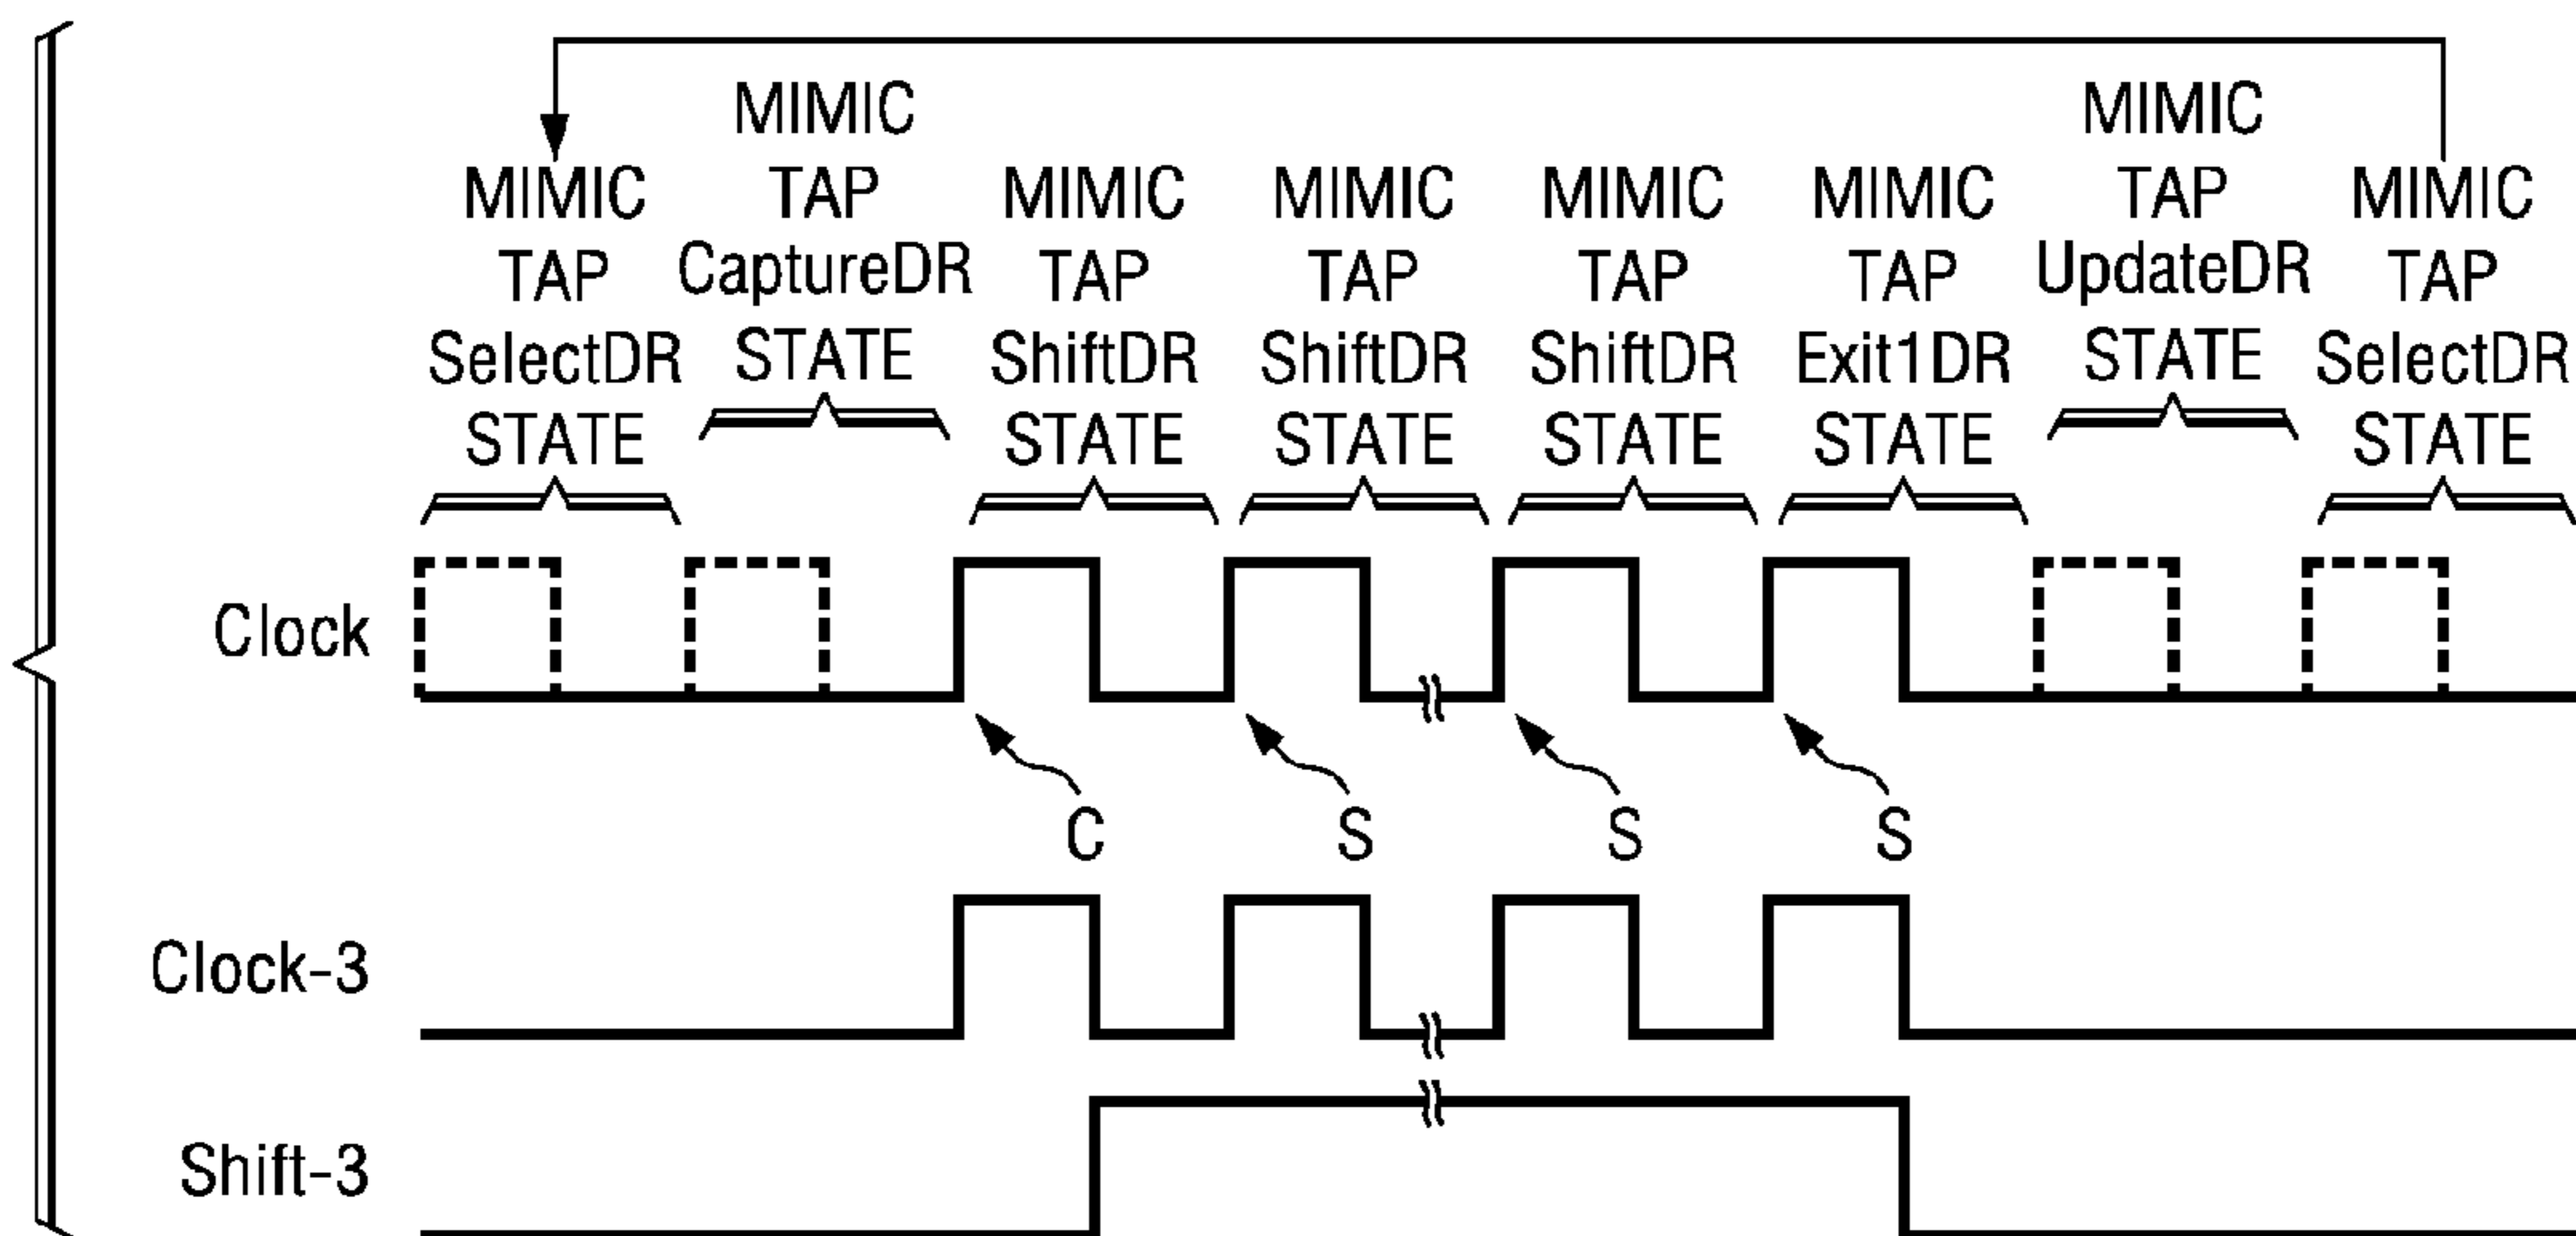 MIMIC
TAP
SelectDR
STATE
MIMIC
TAP
CaptureDR
STATE
MIMIC
TAP
ShiftDR
STATE
MIMIC
TAP
ShiftDR
STATE
MIMIC
TAP
ShiftDR
STATE
MIMIC
TAP
Exit1DR
STATE
MIMIC
TAP
UpdateDR
STATE
MIMIC
TAP
SelectDR
STATE
Clock
C
S
S
S
Clock-3
Shift-3